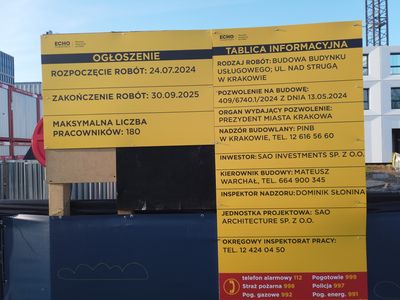 ECHO
OGŁOSZENIE
ROZPOCZĘCIE ROBÓT: 24.07.2024
ZAKOŃCZENIE ROBÓT: 30.09.2025
MAKSYMALNA LICZBA
PRACOWNIKÓW: 180
ECHO
TABLICA INFORMACYJNA
RODZAJ ROBÓT: BUDOWA BUDYNKU
USŁUGOWEGO; UL. NAD STRUGĄ
W KRAKOWIE
POZWOLENIE NA BUDOWĘ:
409/6740.1/2024 Z DNIA 13.05.2024
ORGAN WYDAJĄCY POZWOLENIE:
PREZYDENT MIASTA KRAKOWA
NADZÓR BUDOWLANY: PINB
W KRAKOWIE, TEL. 12 616 56 60
INWESTOR: SAO INVESTMENTS SP. Z O.O.
KIEROWNIK BUDOWY: MATEUSZ
WARCHAŁ, TEL. 664 900 345
INSPEKTOR NADZORU: DOMINIK SŁONINA
JEDNOSTKA PROJEKTOWA: SAO
ARCHITECTURE SP. Z O.O.
OKRĘGOWY INSPEKTORAT PRACY:
TEL. 12 424 04 50
telefon alarmowy 112 Pogotowie 999
Straż pożarna 998 Policja 997
Pog. gazowe 992 Pog. energ. 991